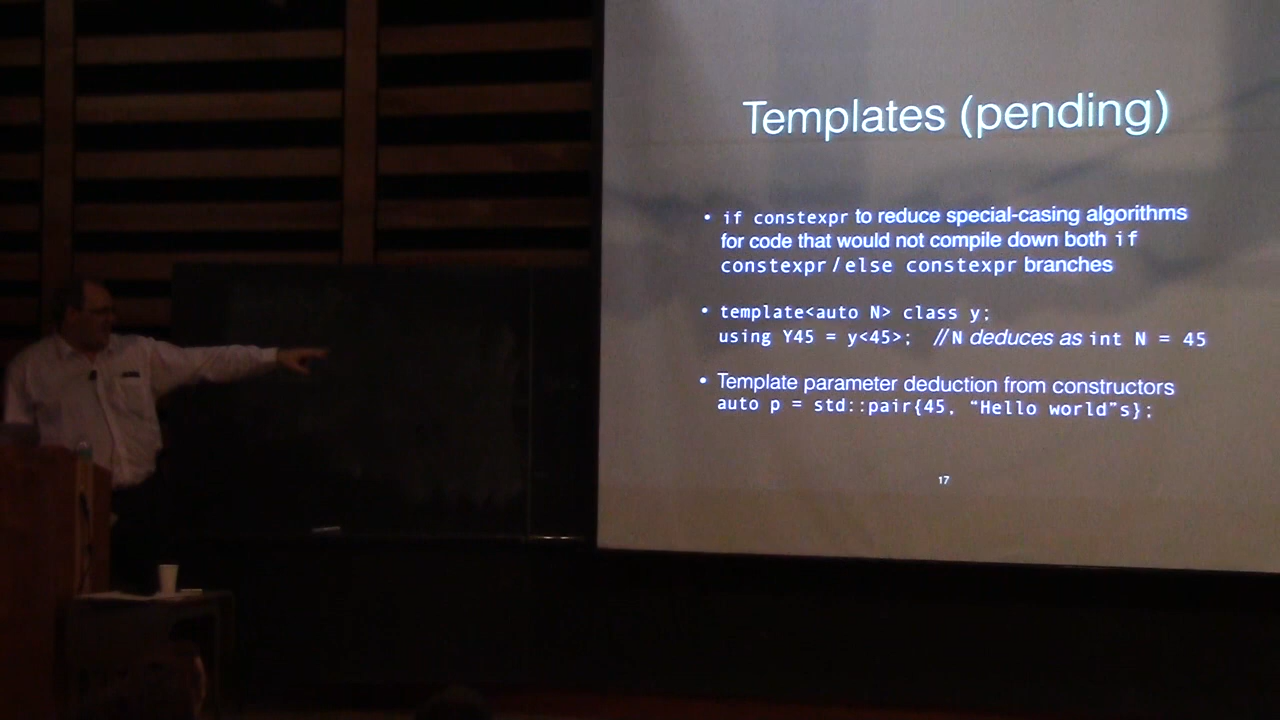 Templates (pending)
• if constexpr to reduce special-casing algorithms
for code that would not compile down both if
constexpr/else constexpr branches
• template<auto N> class y;
using Y45 = y<45>; //N deduces as int N = 45
• Template parameter deduction from constructors
auto p = std::pair{45, “Hello world”s};
17